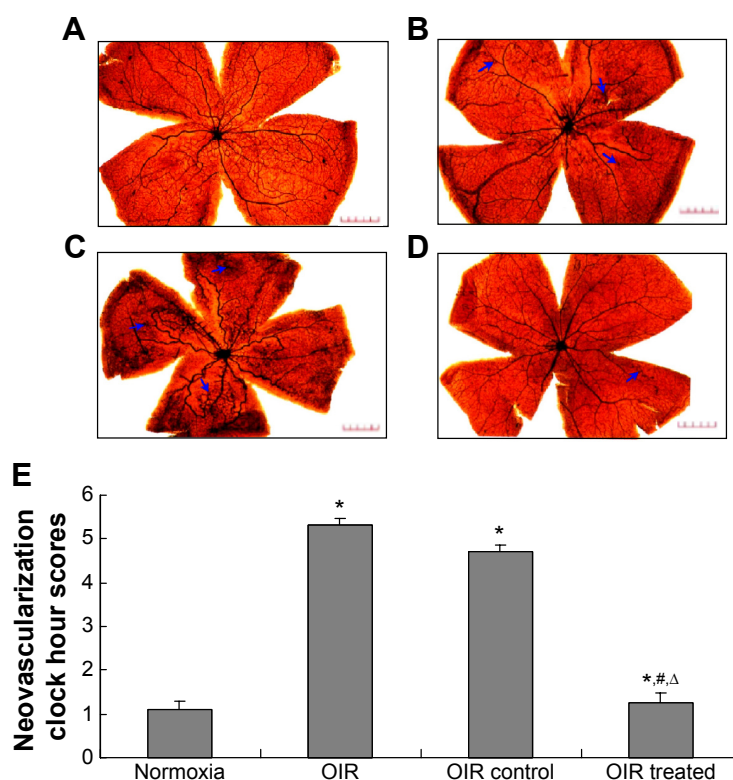 A
B
C
D
E
Neovascularization
clock hour scores
6
5
4
3
2
1
0
*
*
*,#,Δ
Normoxia
OIR
OIR control
OIR treated